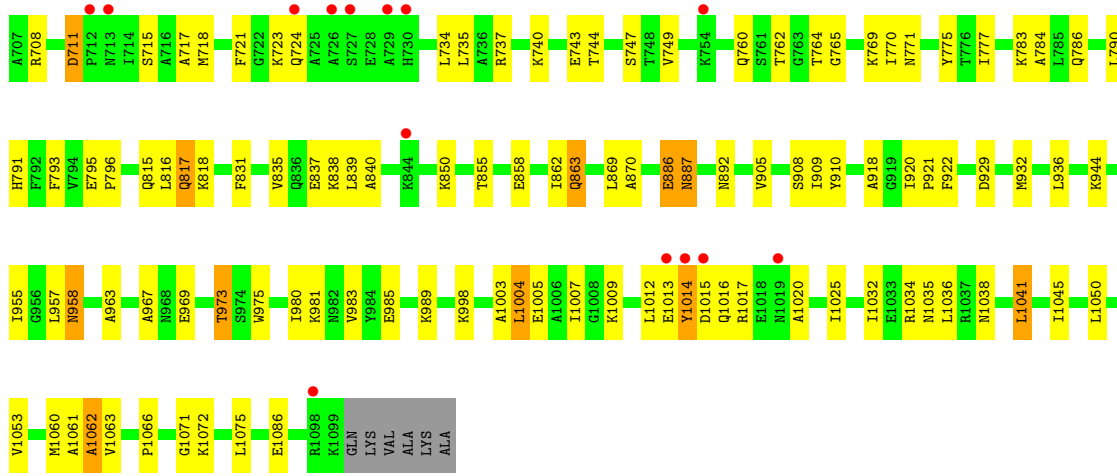 A707 R708 D711 P712 N713 I714 S715 A716 A717 M718 F721 G722 K723 Q724 A725 A726 S727 E728 A729 H730 L734 L735 A736 R737 K740 E743 T744 S747 T748 V749 K754 Q760 S761 T762 G763 T764 G765 K769 I770 N771 Y775 T776 I777 K783 A784 L785 Q786 L790
H791 F792 F793 V794 E795 P796 Q815 L816 Q817 K818 F831 V835 Q836 E837 K838 L839 A840 K844 K850 T855 E858 I862 Q863 L869 A870 E886 N887 N892 V905 S908 I909 Y910 A918 G919 I920 P921 F922 D929 M932 L936 K944
I955 G956 L957 N958 A963 A967 N968 E969 T973 S974 W975 I980 K981 N982 V983 Y984 E985 K989 K998 A1003 L1004 E1005 A1006 I1007 G1008 K1009 L1012 E1013 Y1014 D1015 Q1016 R1017 E1018 N1019 A1020 I1025 I1032 E1033 R1034 N1035 L1036 R1037 N1038 L1041 I1045 L1050
V1053 M1060 A1061 A1062 V1063 P1066 G1071 K1072 L1075 E1086 R1098 K1099 GLN LYS VAL ALA LYS ALA